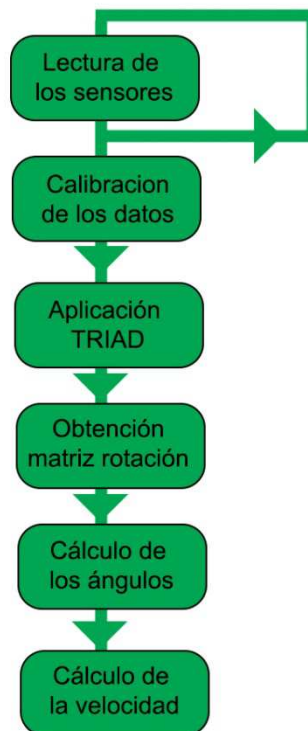 Lectura de
los sensores
Calibracion
de los datos
Aplicación
TRIAD
Obtención
matriz rotación
Cálculo de
los ángulos
Cálculo de
la velocidad